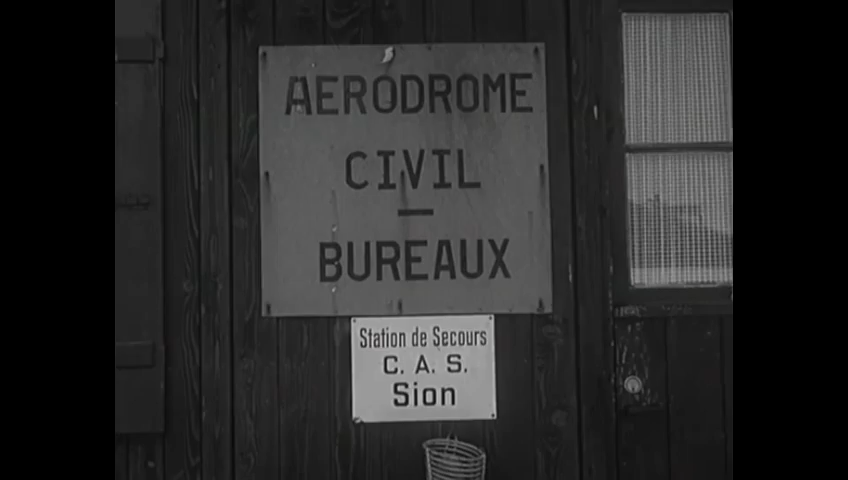 AERODROME
CIVIL
—
BUREAUX
Station de Secours
C. A. S.
Sion